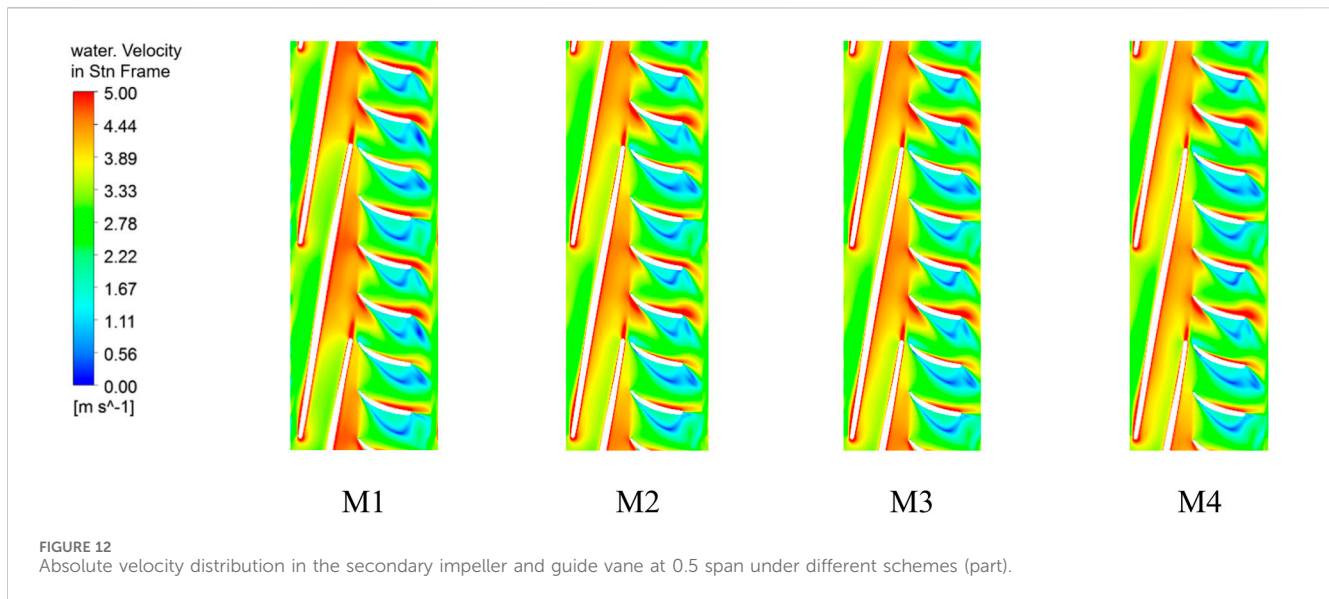 water. Velocity
in Stn Frame
5.00
4.44
3.89
3.33
2.78
2.22
1.67
1.11
0.56
0.00
[m s^-1]
M1 M2 M3 M4
FIGURE 12
Absolute velocity distribution in the secondary impeller and guide vane at 0.5 span under different schemes (part).